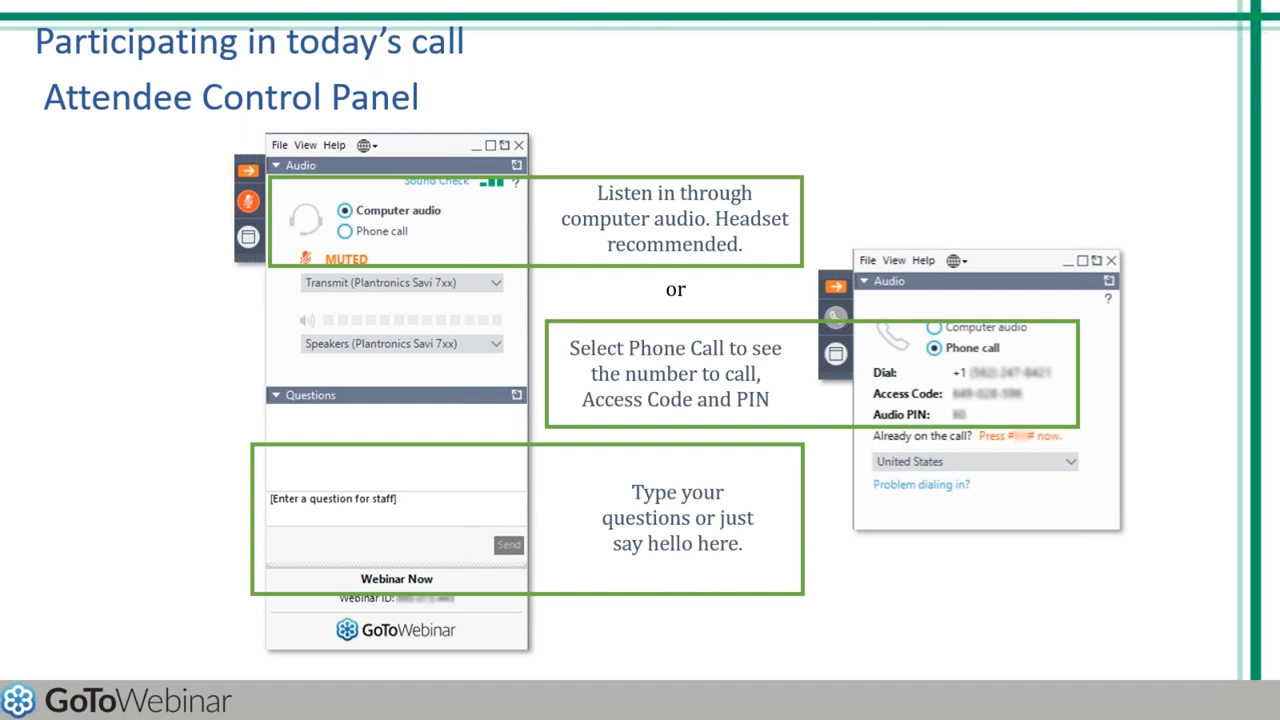 Participating in today's call
Attendee Control Panel
File View Help
Audio
Sound Check ?
Computer audio
Phone call
MUTED
Transmit (Plantronics Savi 7xx)
Speakers (Plantronics Savi 7xx)
Questions
[Enter a question for staff]
Send
Webinar Now
Webinar ID:
GoToWebinar
Listen in through
computer audio. Headset
recommended.
or
Select Phone Call to see
the number to call,
Access Code and PIN
Type your
questions or just
say hello here.
File View Help
Audio
?
Computer audio
Phone call
Dial: +1
Access Code:
Audio PIN:
Already on the call? Press # # now.
United States
Problem dialing in?
GoToWebinar